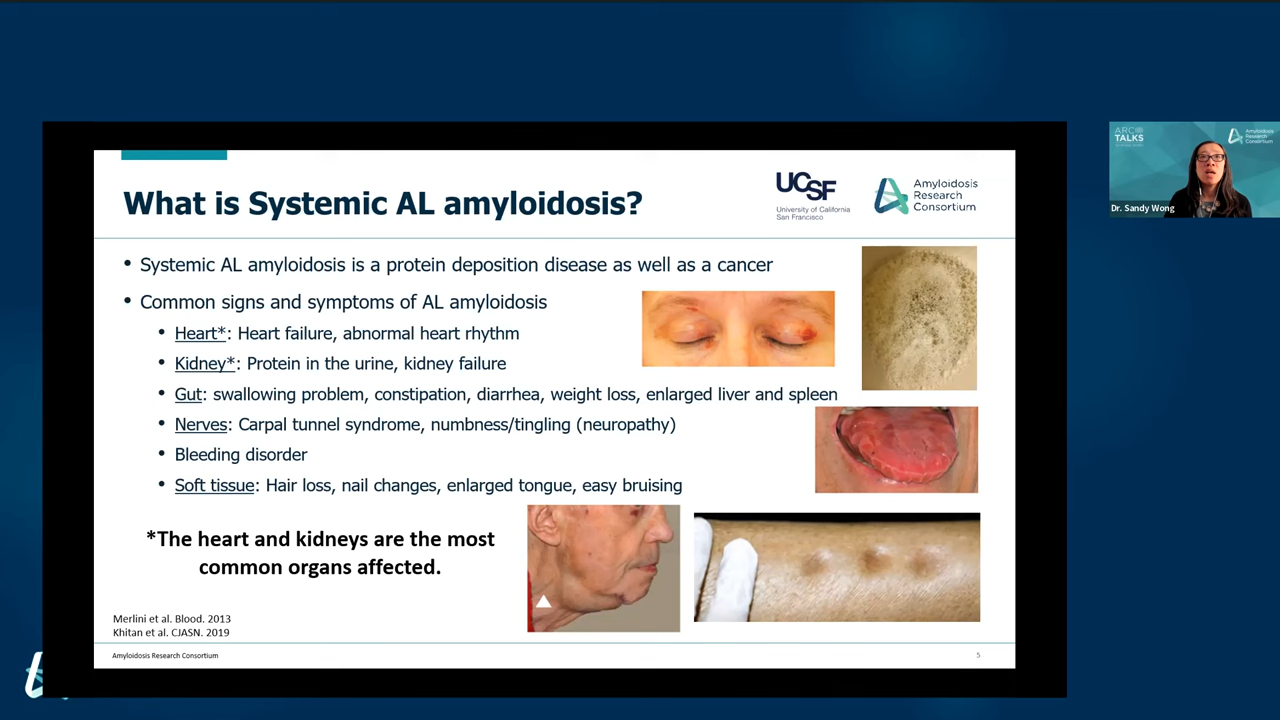 What is Systemic AL amyloidosis?
UCSF
University of California
San Francisco
Amyloidosis
Research
Consortium
• Systemic AL amyloidosis is a protein deposition disease as well as a cancer
• Common signs and symptoms of AL amyloidosis
• Heart*: Heart failure, abnormal heart rhythm
• Kidney*: Protein in the urine, kidney failure
• Gut: swallowing problem, constipation, diarrhea, weight loss, enlarged liver and spleen
• Nerves: Carpal tunnel syndrome, numbness/tingling (neuropathy)
• Bleeding disorder
• Soft tissue: Hair loss, nail changes, enlarged tongue, easy bruising
*The heart and kidneys are the most
common organs affected.
Merlini et al. Blood. 2013
Khitan et al. CJASN. 2019
Amyloidosis Research Consortium
5
ARC
TALKS
Amyloidosis
Research
Consortium
Dr. Sandy Wong